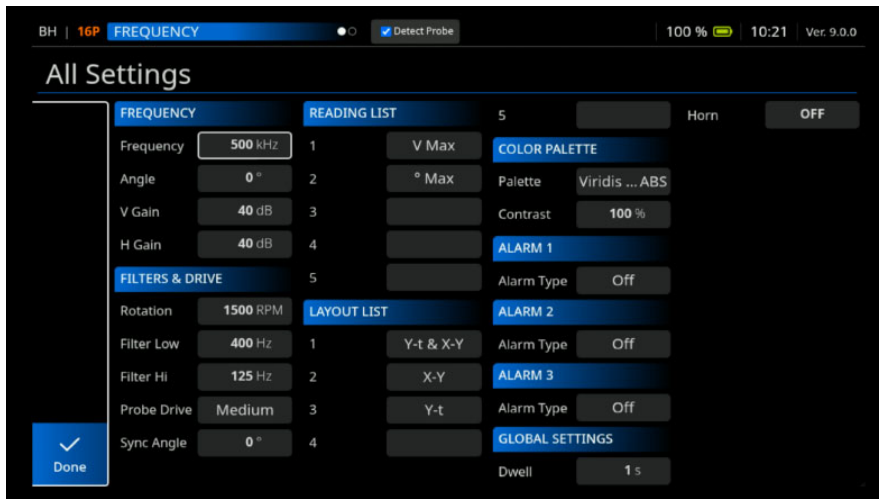 BH | 16P FREQUENCY Detect Probe 100 % 10:21 Ver. 9.0.0
All Settings
FREQUENCY
Frequency 500 kHz
Angle 0 °
V Gain 40 dB
H Gain 40 dB
FILTERS & DRIVE
Rotation 1500 RPM
Filter Low 400 Hz
Filter Hi 125 Hz
Probe Drive Medium
Sync Angle 0 °
Done
READING LIST
1 V Max
2 ° Max
3
4
5
LAYOUT LIST
1 Y-t & X-Y
2 X-Y
3 Y-t
4
5
COLOR PALETTE
Palette Viridis ... ABS
Contrast 100 %
ALARM 1
Alarm Type Off
ALARM 2
Alarm Type Off
ALARM 3
Alarm Type Off
GLOBAL SETTINGS
Dwell 1 s
Horn OFF